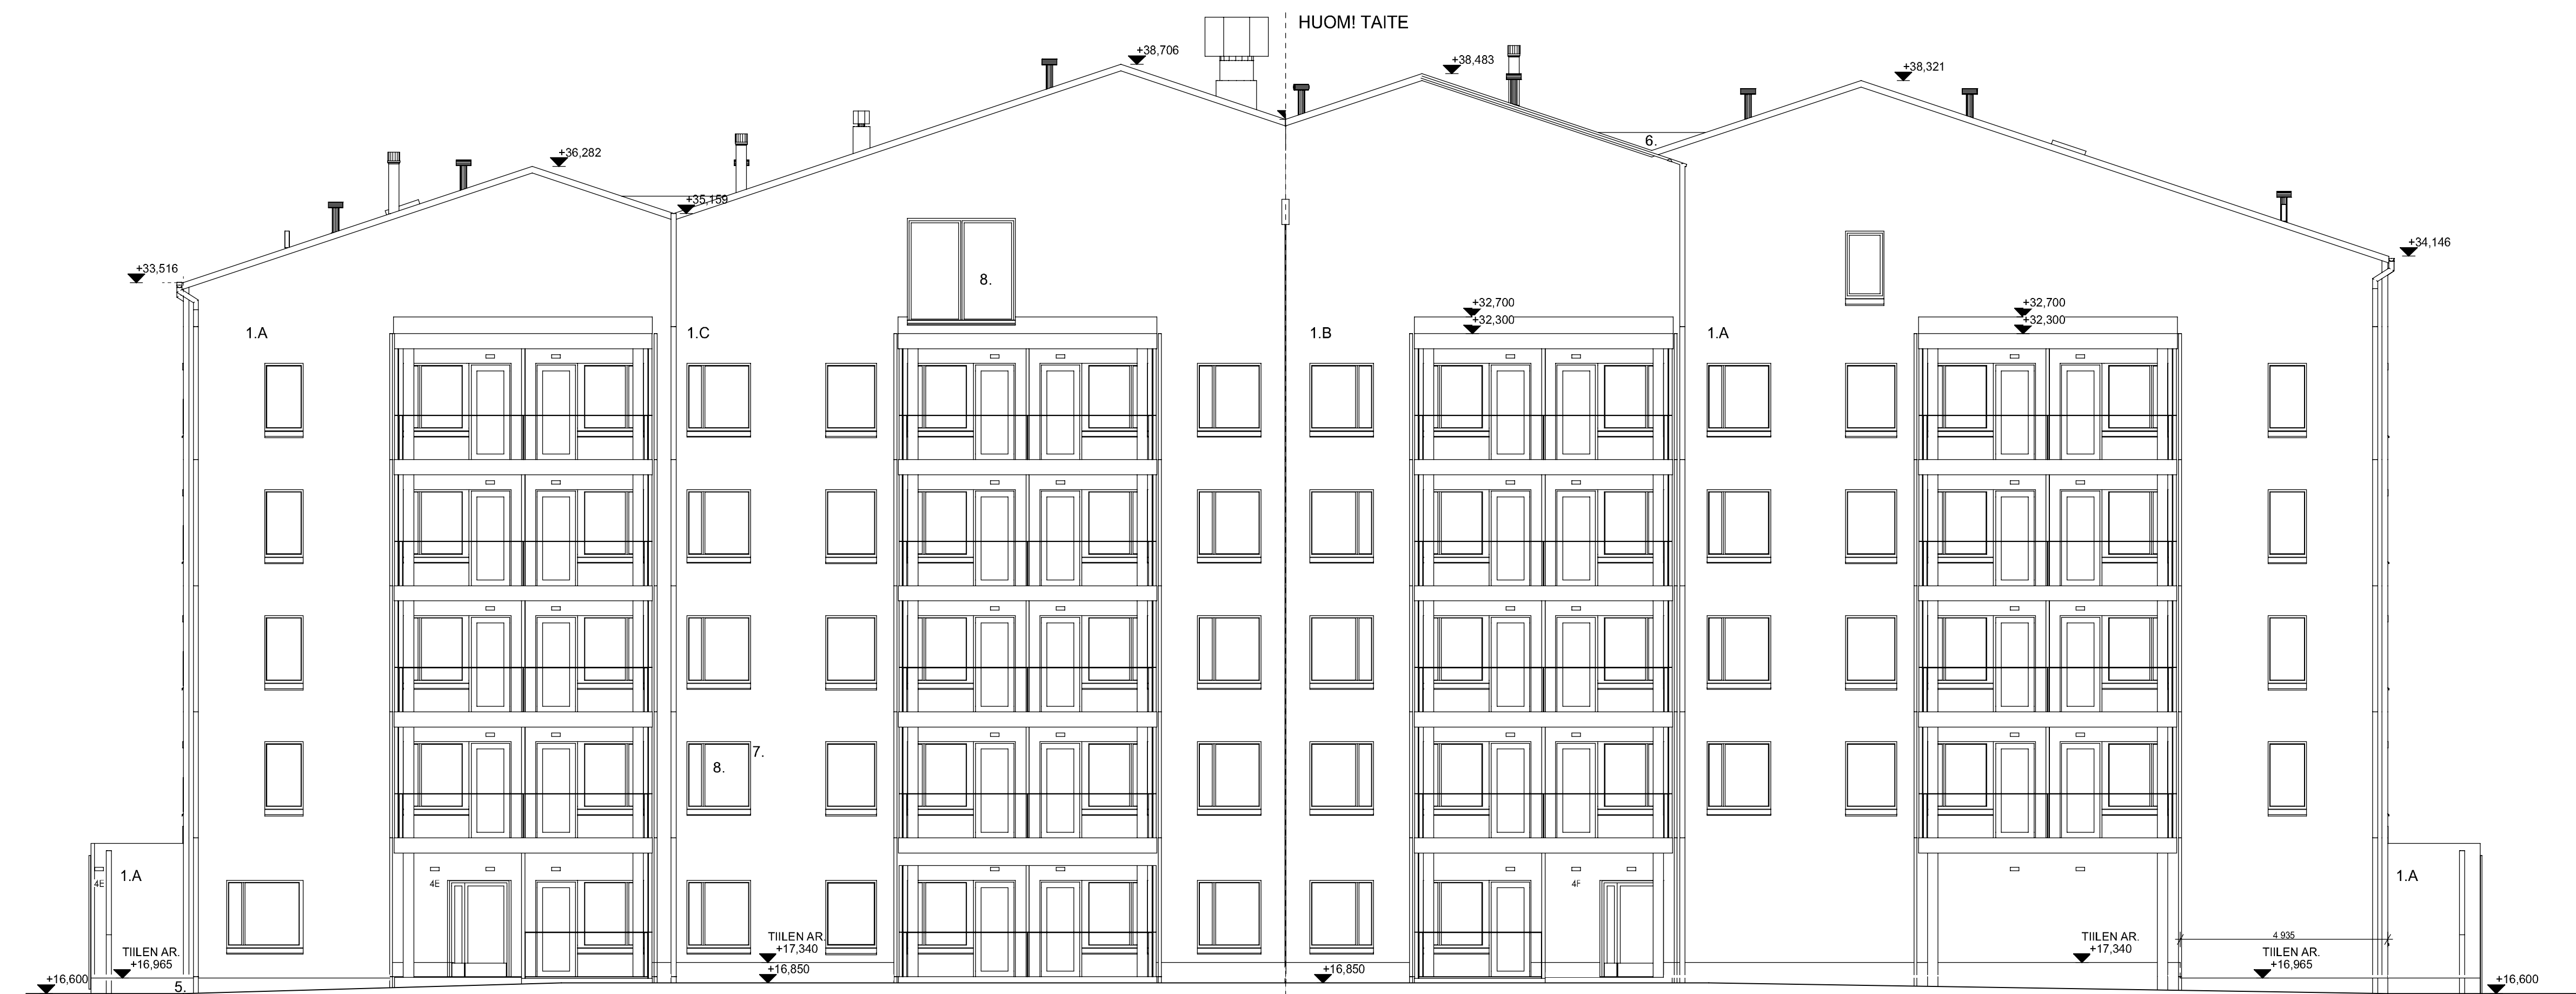 HUOM! TAITE
+38,706
+38,483
+38,321
6.
+36,282
+35,159
+33,516
+34,146
8.
+32,700
+32,300
+32,700
+32,300
1.A
1.C
1.B
1.A
7.
8.
4E
1.A
4E
4F
1.A
TIILEN AR.
+16,965
TIILEN AR.
+17,340
TIILEN AR.
+17,340
4 935
TIILEN AR.
+16,965
+16,600
5.
+16,850
+16,850
+16,600